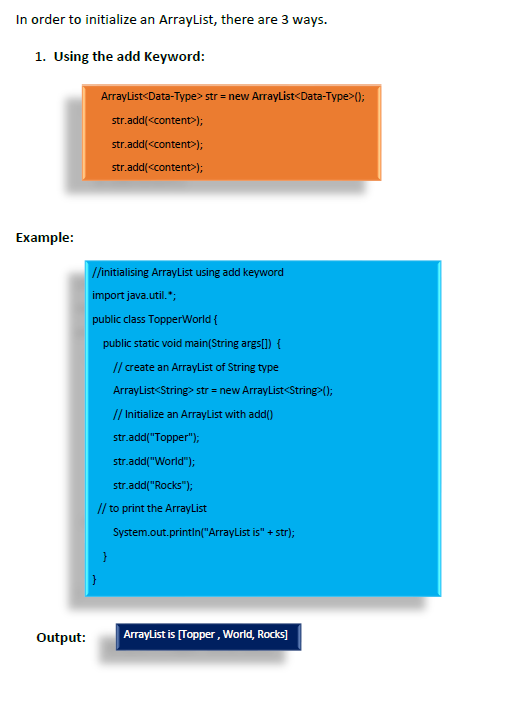 In order to initialize an ArrayList, there are 3 ways.
1. Using the add Keyword:
ArrayList<Data-Type> str = new ArrayList<Data-Type>();
str.add(<content>);
str.add(<content>);
str.add(<content>);
Example:
//initialising ArrayList using add keyword
import java.util.*;
public class TopperWorld {
public static void main(String args[]) {
// create an ArrayList of String type
ArrayList<String> str = new ArrayList<String>();
// Initialize an ArrayList with add()
str.add("Topper");
str.add("World");
str.add("Rocks");
// to print the ArrayList
System.out.println("ArrayList is" + str);
}
}
Output:
ArrayList is [Topper , World, Rocks]